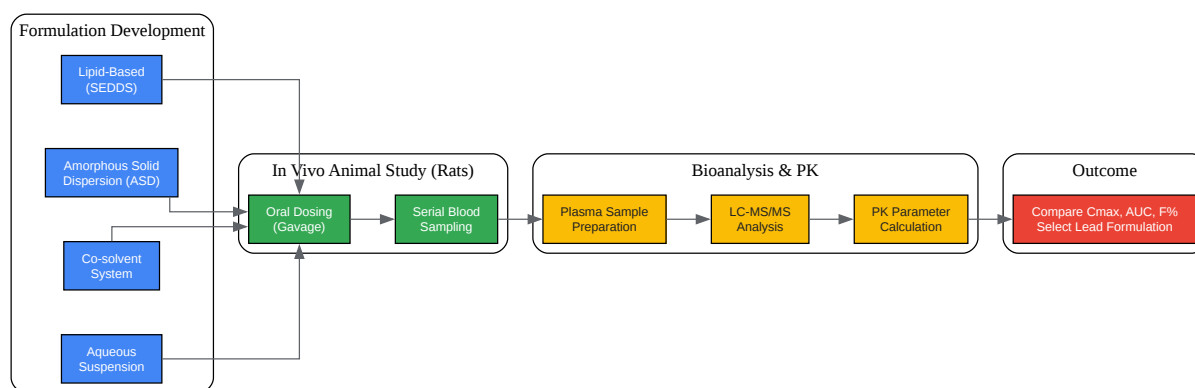 Formulation Development
Lipid-Based
(SEDDS)
Amorphous Solid
Dispersion (ASD)
Co-solvent
System
Aqueous
Suspension
In Vivo Animal Study (Rats)
Oral Dosing
(Gavage)
Serial Blood
Sampling
Bioanalysis & PK
Plasma Sample
Preparation
LC-MS/MS
Analysis
PK Parameter
Calculation
Outcome
Compare Cmax, AUC, F%
Select Lead Formulation